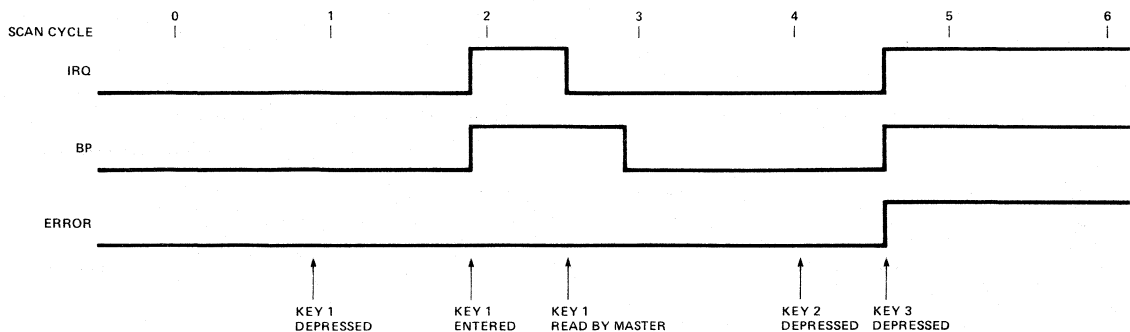 0 1 2 3 4 5 6
SCAN CYCLE
IRQ
BP
ERROR
KEY 1 DEPRESSED
KEY 1 ENTERED
KEY 1 READ BY MASTER
KEY 2 DEPRESSED
KEY 3 DEPRESSED